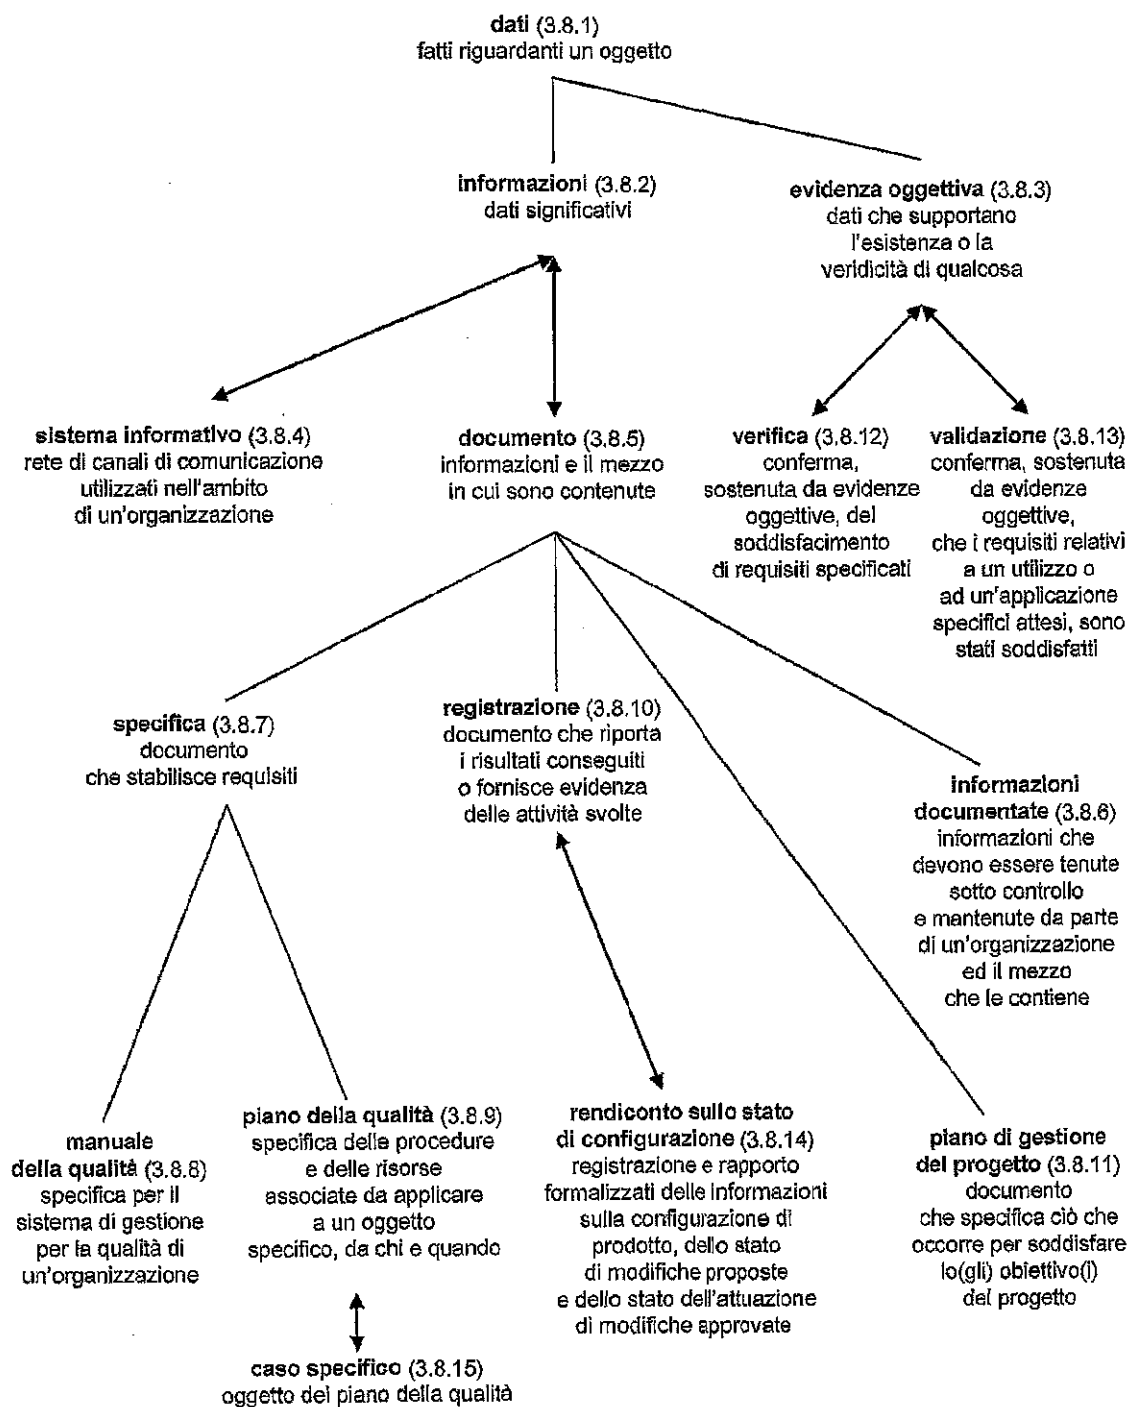 dati (3.8.1)
fatti riguardanti un oggetto
informazioni (3.8.2)
dati significativi
evidenza oggettiva (3.8.3)
dati che supportano
l'esistenza o la
veridicità di qualcosa
sistema informativo (3.8.4)
rete di canali di comunicazione
utilizzati nell'ambito
di un'organizzazione
documento (3.8.5)
informazioni e il mezzo
in cui sono contenute
verifica (3.8.12)
conferma,
sostenuta da evidenze
oggettive, del
soddisfacimento
di requisiti specificati
validazione (3.8.13)
conferma, sostenuta
da evidenze
oggettive,
che i requisiti relativi
a un utilizzo o
ad un'applicazione
specifici attesi, sono
stati soddisfatti
specifica (3.8.7)
documento
che stabilisce requisiti
registrazione (3.8.10)
documento che riporta
i risultati conseguiti
o fornisce evidenza
delle attività svolte
informazioni
documentate (3.8.6)
informazioni che
devono essere tenute
sotto controllo
e mantenute da parte
di un'organizzazione
ed il mezzo
che le contiene
manuale
della qualità (3.8.8)
specifica per il
sistema di gestione
per la qualità di
un'organizzazione
piano della qualità (3.8.9)
specifica delle procedure
e delle risorse
associate da applicare
a un oggetto
specifico, da chi e quando
rendiconto sullo stato
di configurazione (3.8.14)
registrazione e rapporto
formalizzati delle informazioni
sulla configurazione di
prodotto, dello stato
di modifiche proposte
e dello stato dell'attuazione
di modifiche approvate
piano di gestione
del progetto (3.8.11)
documento
che specifica ciò che
occorre per soddisfare
lo(gli) obiettivo(i)
del progetto
caso specifico (3.8.15)
oggetto del piano della qualità